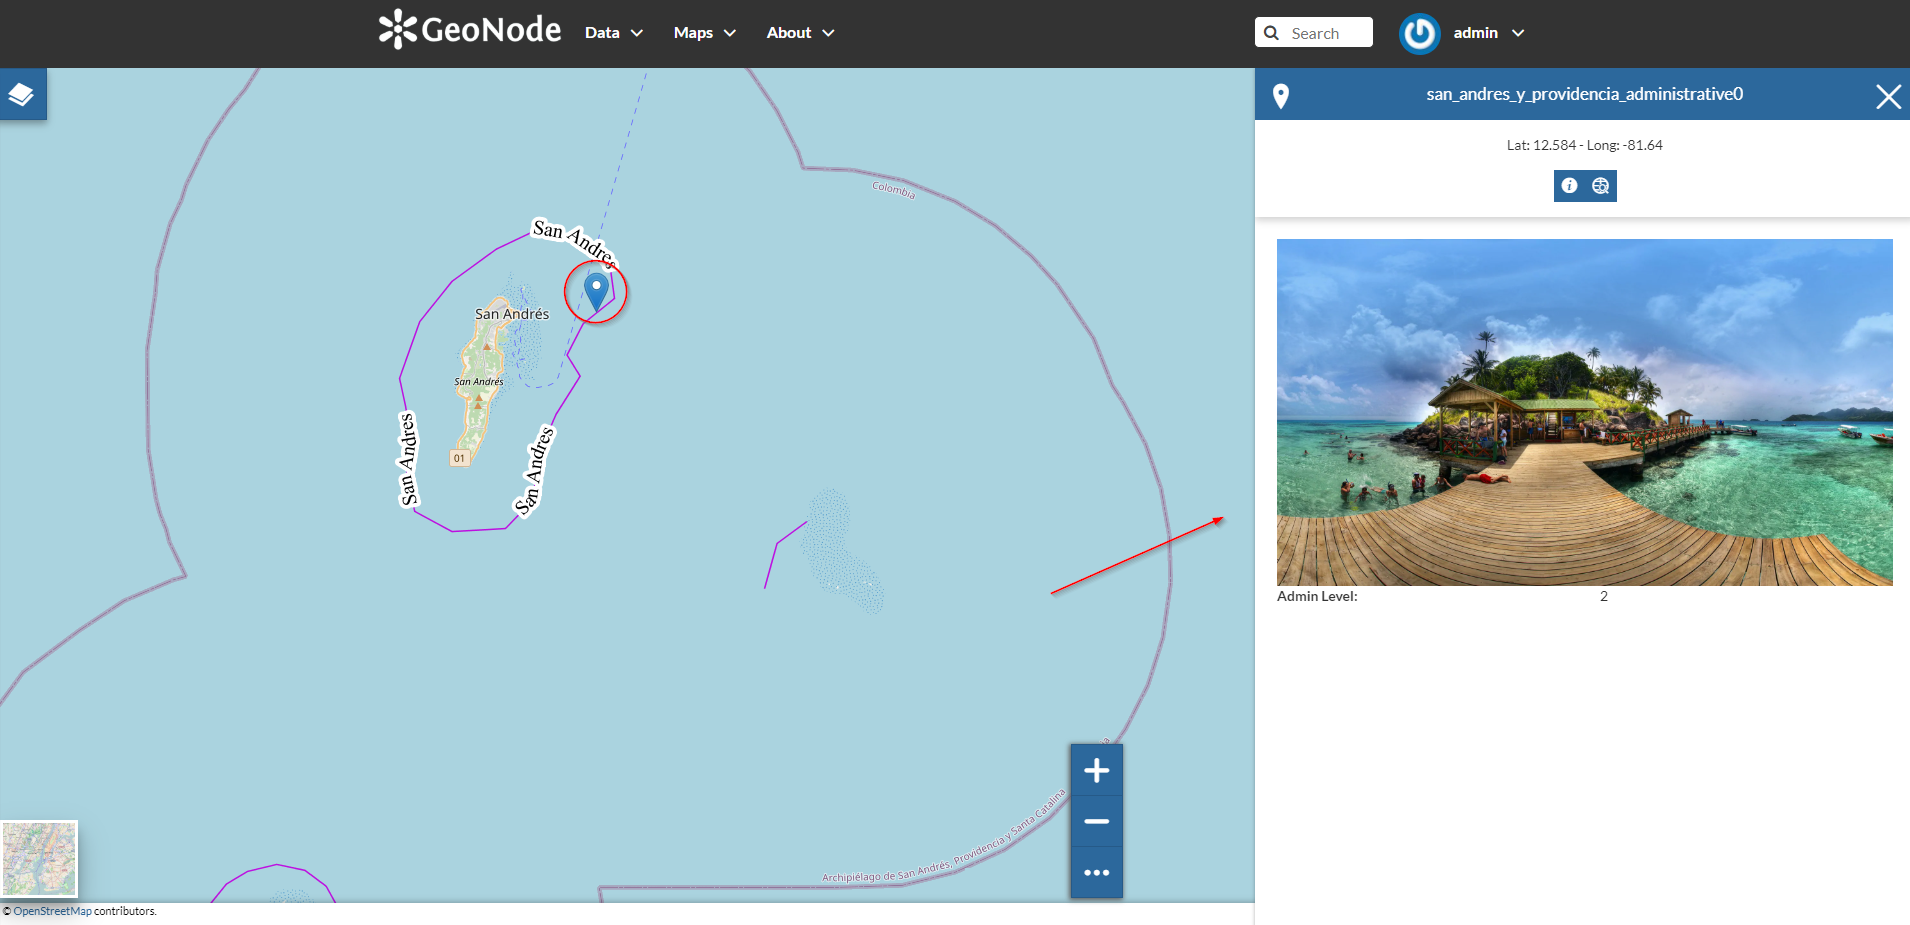 GeoNode
Data
Maps
About
Search
admin
san_andres_y_providencia_administrative0
Lat: 12.584 - Long: -81.64
Colombia
San Andres
San Andrés
San Andrés
San Andres
San Andres
01
Admin Level: 2
Archipiélago de San Andrés, Providencia y Santa Catalina
© OpenStreetMap contributors.